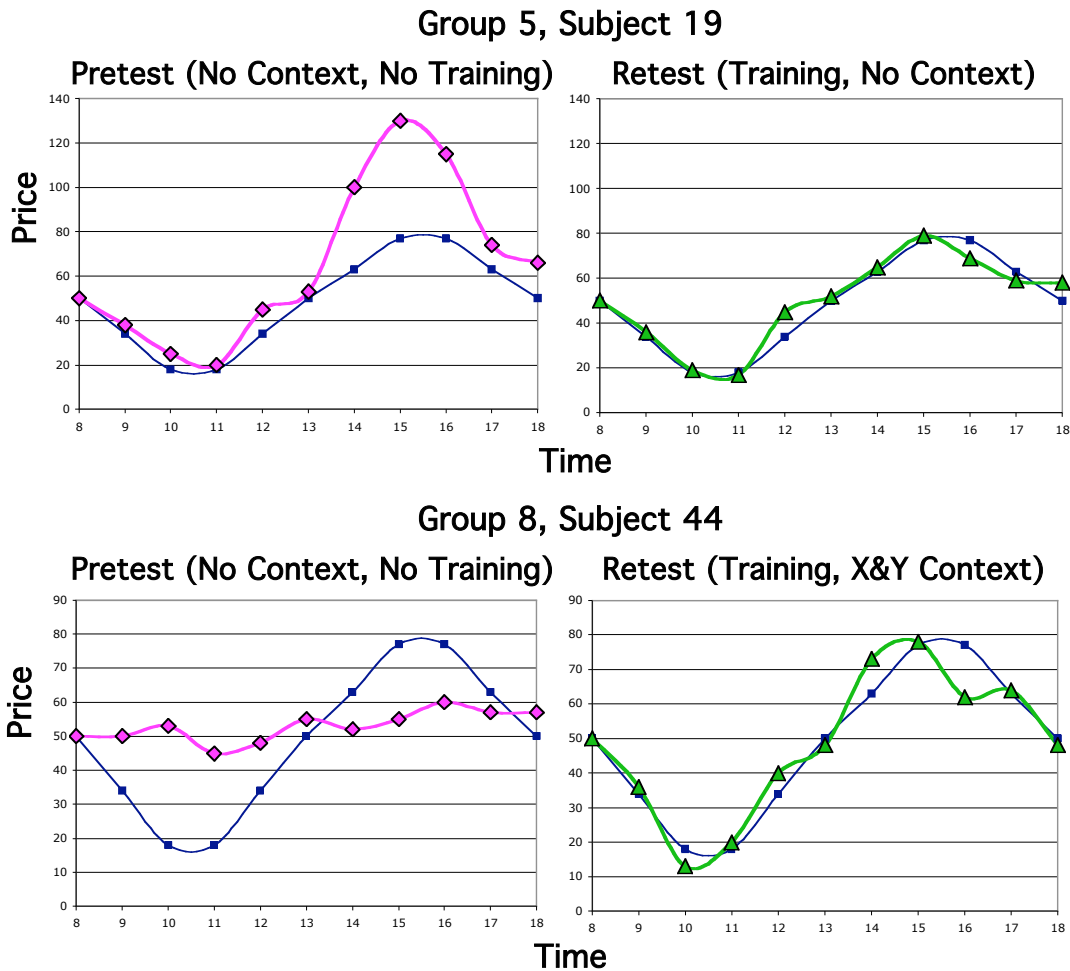 Group 5, Subject 19
Pretest (No Context, No Training)
Retest (Training, No Context)
Price
140
120
100
80
60
40
20
0
8 9 10 11 12 13 14 15 16 17 18
140
120
100
80
60
40
20
0
8 9 10 11 12 13 14 15 16 17 18
Time
Group 8, Subject 44
Pretest (No Context, No Training)
Retest (Training, X&Y Context)
Price
90
80
70
60
50
40
30
20
10
0
8 9 10 11 12 13 14 15 16 17 18
90
80
70
60
50
40
30
20
10
0
8 9 10 11 12 13 14 15 16 17 18
Time